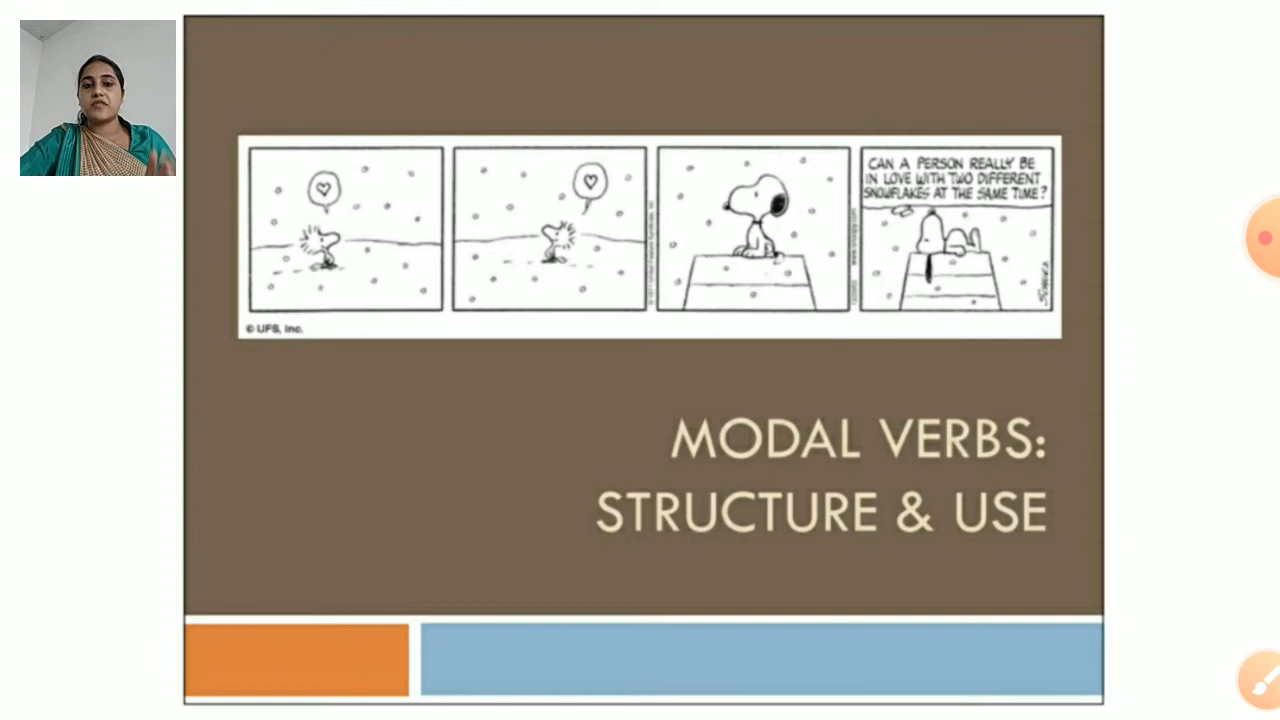 CAN A PERSON REALLY BE
IN LOVE WITH TWO DIFFERENT
SNOWFLAKES AT THE SAME TIME?
© UFS, Inc.
MODAL VERBS:
STRUCTURE & USE